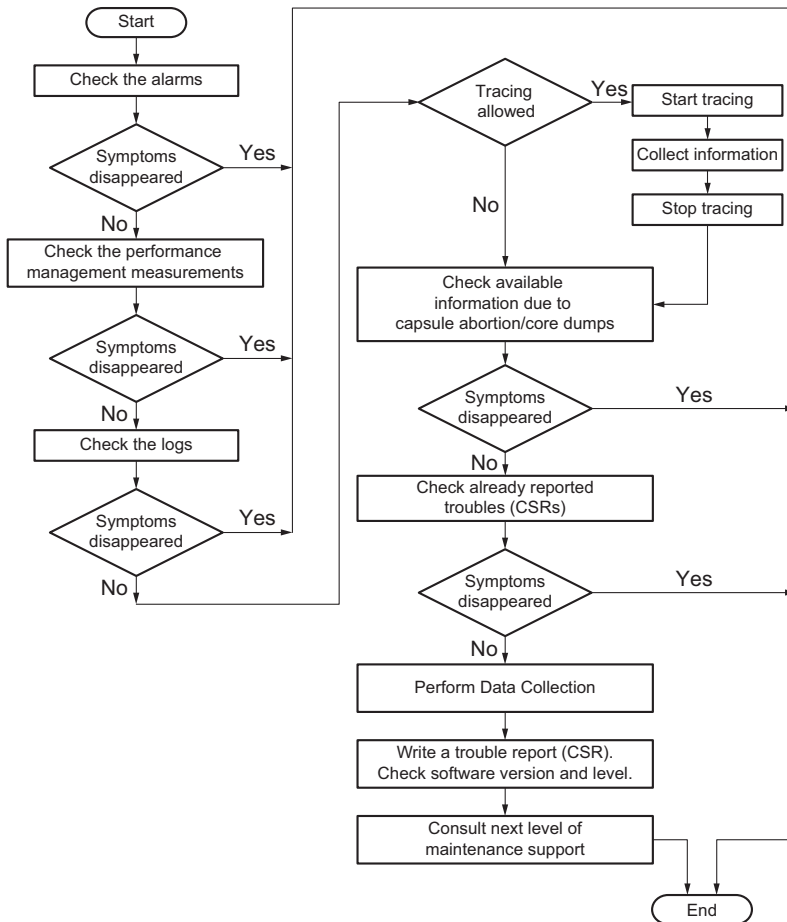 Start
Check the alarms
Symptoms
disappeared
Yes
No
Check the performance
management measurements
Symptoms
disappeared
Yes
No
Check the logs
Symptoms
disappeared
Yes
No
Tracing
allowed
Yes
Start tracing
Collect information
Stop tracing
No
Check available
information due to
capsule abortion/core dumps
Symptoms
disappeared
Yes
No
Check already reported
troubles (CSRs)
Symptoms
disappeared
Yes
No
Perform Data Collection
Write a trouble report (CSR).
Check software version and level.
Consult next level of
maintenance support
End